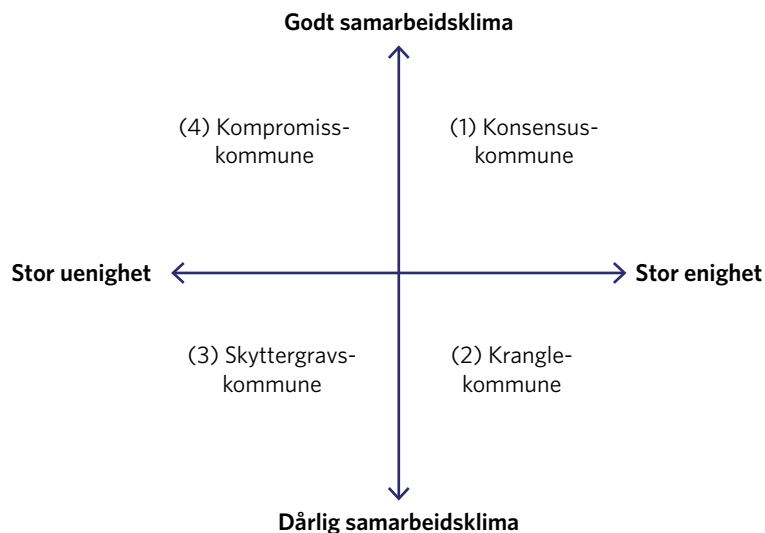 Godt samarbeidsklima
(4) Kompromiss-
kommune
(1) Konsensus-
kommune
Stor uenighet
Stor enighet
(3) Skyttergravs-
kommune
(2) Krangle-
kommune
Dårlig samarbeidsklima